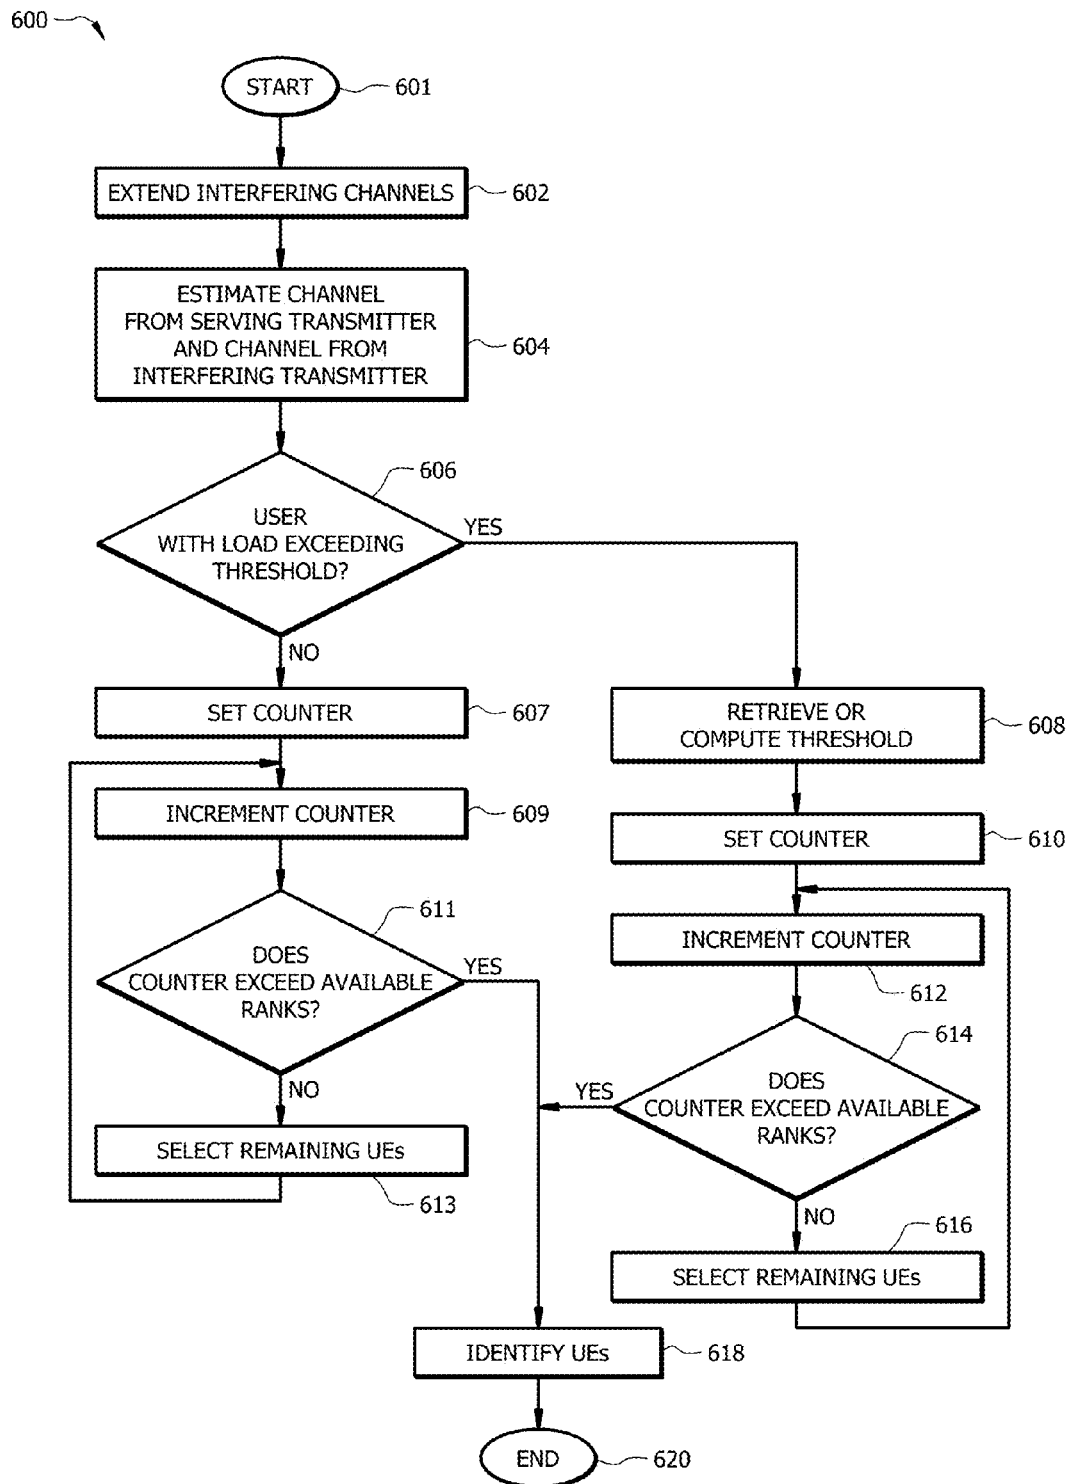 600
START
601
EXTEND INTERFERING CHANNELS
602
ESTIMATE CHANNEL
FROM SERVING TRANSMITTER
AND CHANNEL FROM
INTERFERING TRANSMITTER
604
606
USER
WITH LOAD EXCEEDING
THRESHOLD?
YES
NO
SET COUNTER
607
RETRIEVE OR
COMPUTE THRESHOLD
608
INCREMENT COUNTER
609
SET COUNTER
610
611
DOES
COUNTER EXCEED AVAILABLE
RANKS?
YES
NO
INCREMENT COUNTER
612
614
DOES
COUNTER EXCEED AVAILABLE
RANKS?
YES
NO
SELECT REMAINING UEs
613
616
SELECT REMAINING UEs
IDENTIFY UEs
618
END
620